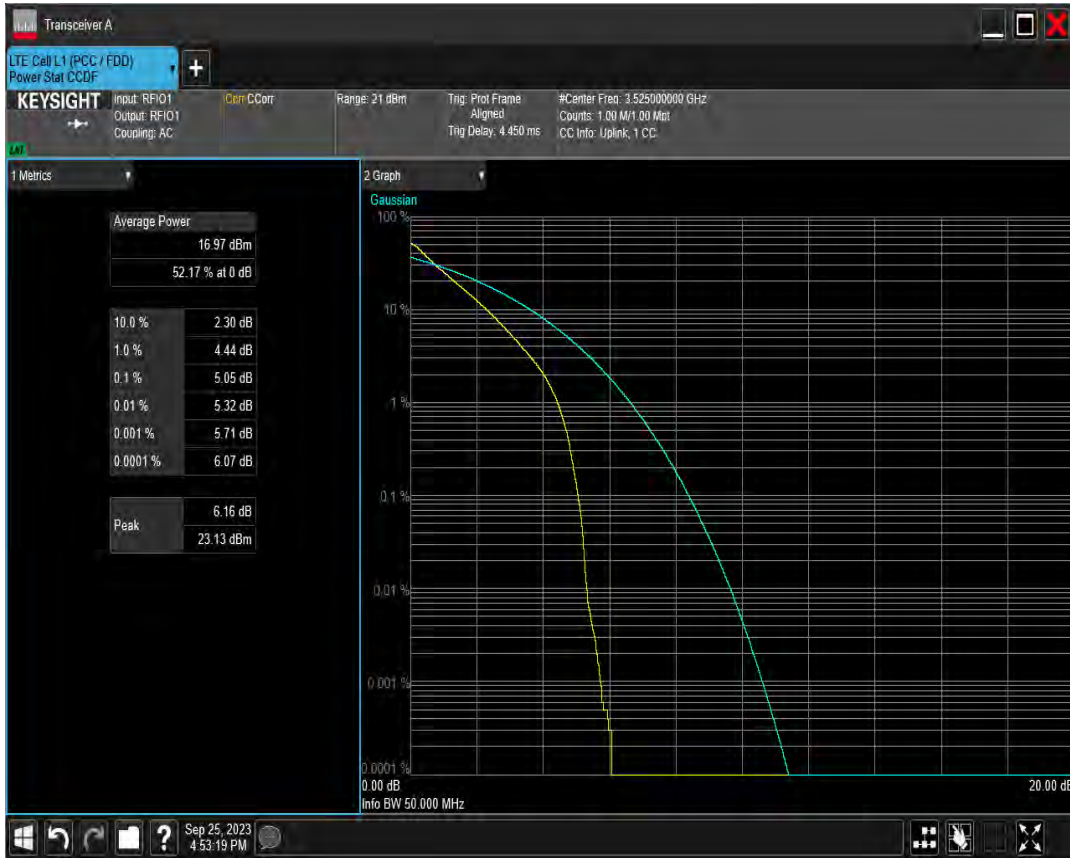 Transceiver A
LTE Cell L1 (PCC / FDD)
Power Stat CCDF
+
KEYSIGHT
Input: RFIO1
Output: RFIO1
Coupling: AC
Corr CCorr
Range: 21 dBm
Trig: Prot Frame
Aligned
Trig Delay: 4.450 ms
#Center Freq: 3.525000000 GHz
Counts: 1.00 M/1.00 Mpt
CC Info: Uplink, 1 CC
1 Metrics
Average Power
16.97 dBm
52.17 % at 0 dB
10.0 % 2.30 dB
1.0 % 4.44 dB
0.1 % 5.05 dB
0.01 % 5.32 dB
0.001 % 5.71 dB
0.0001 % 6.07 dB
Peak
6.16 dB
23.13 dBm
2 Graph
Gaussian
100 %
10 %
1 %
0.1 %
0.01 %
0.001 %
0.0001 %
0.00 dB 20.00 dB
Info BW 50.000 MHz
?
Sep 25, 2023
4:53:19 PM